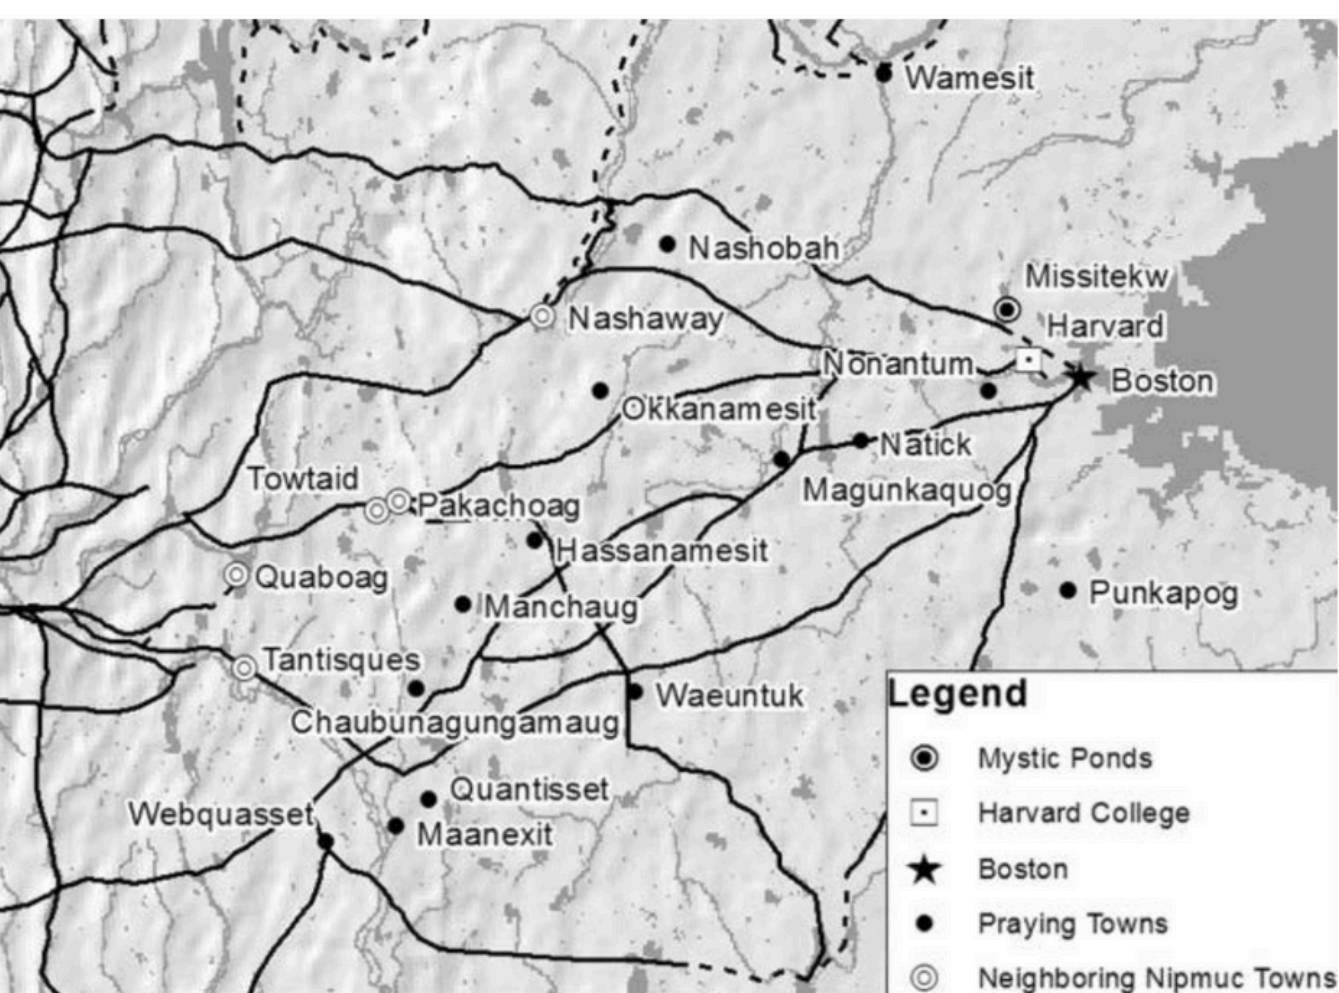 Wamesit
Nashobah
Missitekw
Nashaway
Harvard
Nonantum
Boston
Okkanamesit
Natick
Towtaid
Magunkaquog
Pakachoag
Hassanamesit
Quaboag
Manchaug
Punkapog
Tantisques
Waeuntuk
Chaubunagungamaug
Quantisset
Webquasset
Maanexit
Legend
Mystic Ponds
Harvard College
Boston
Praying Towns
Neighboring Nipmuc Towns